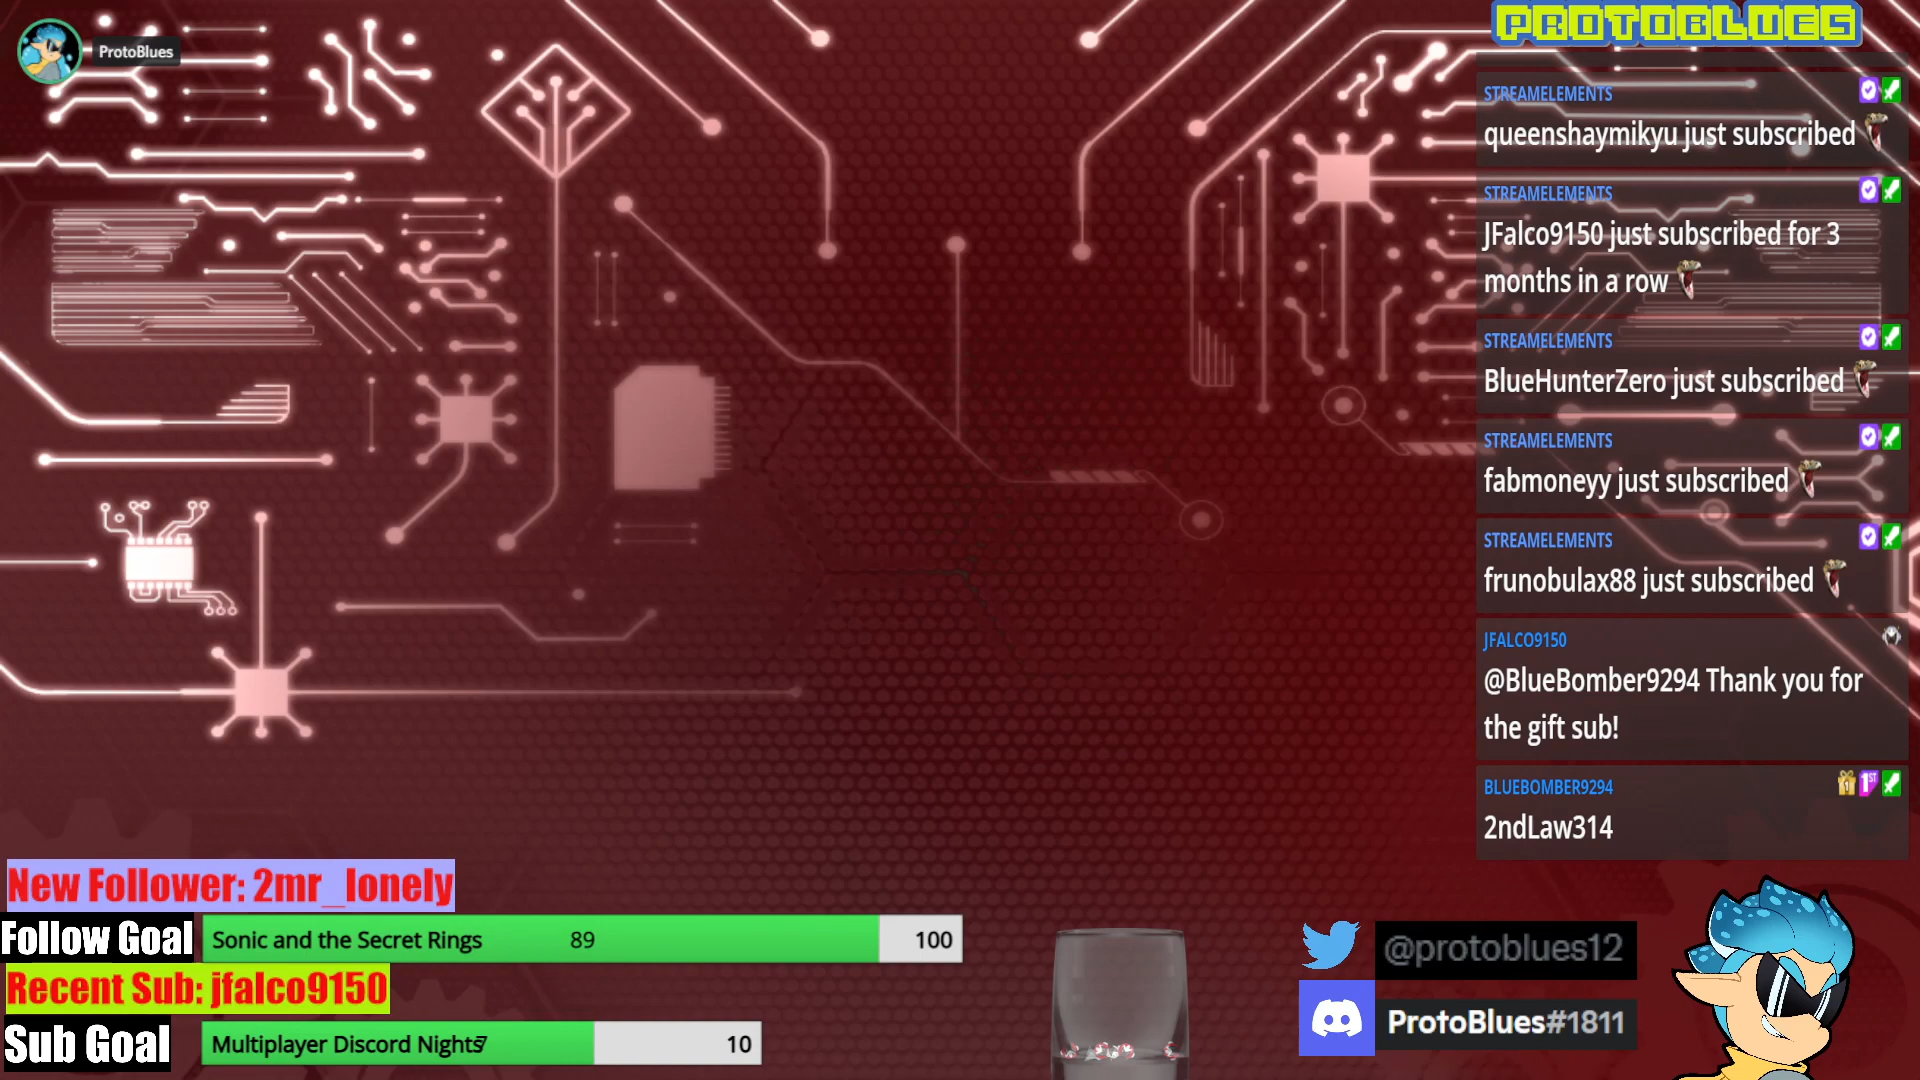 ProtoBlues
PROTOBLUES
STREAMELEMENTS
queenshaymikyu just subscribed
STREAMELEMENTS
JFalco9150 just subscribed for 3
months in a row
STREAMELEMENTS
BlueHunterZero just subscribed
STREAMELEMENTS
fabmoneyy just subscribed
STREAMELEMENTS
frunobulax88 just subscribed
JFALCO9150
@BlueBomber9294 Thank you for
the gift sub!
BLUEBOMBER9294 1 1ST
2ndLaw314
New Follower: 2mr_lonely
Follow Goal Sonic and the Secret Rings 89 100
Recent Sub: jfalco9150
Sub Goal Multiplayer Discord Nights 7 10
@protoblues12
ProtoBlues#1811